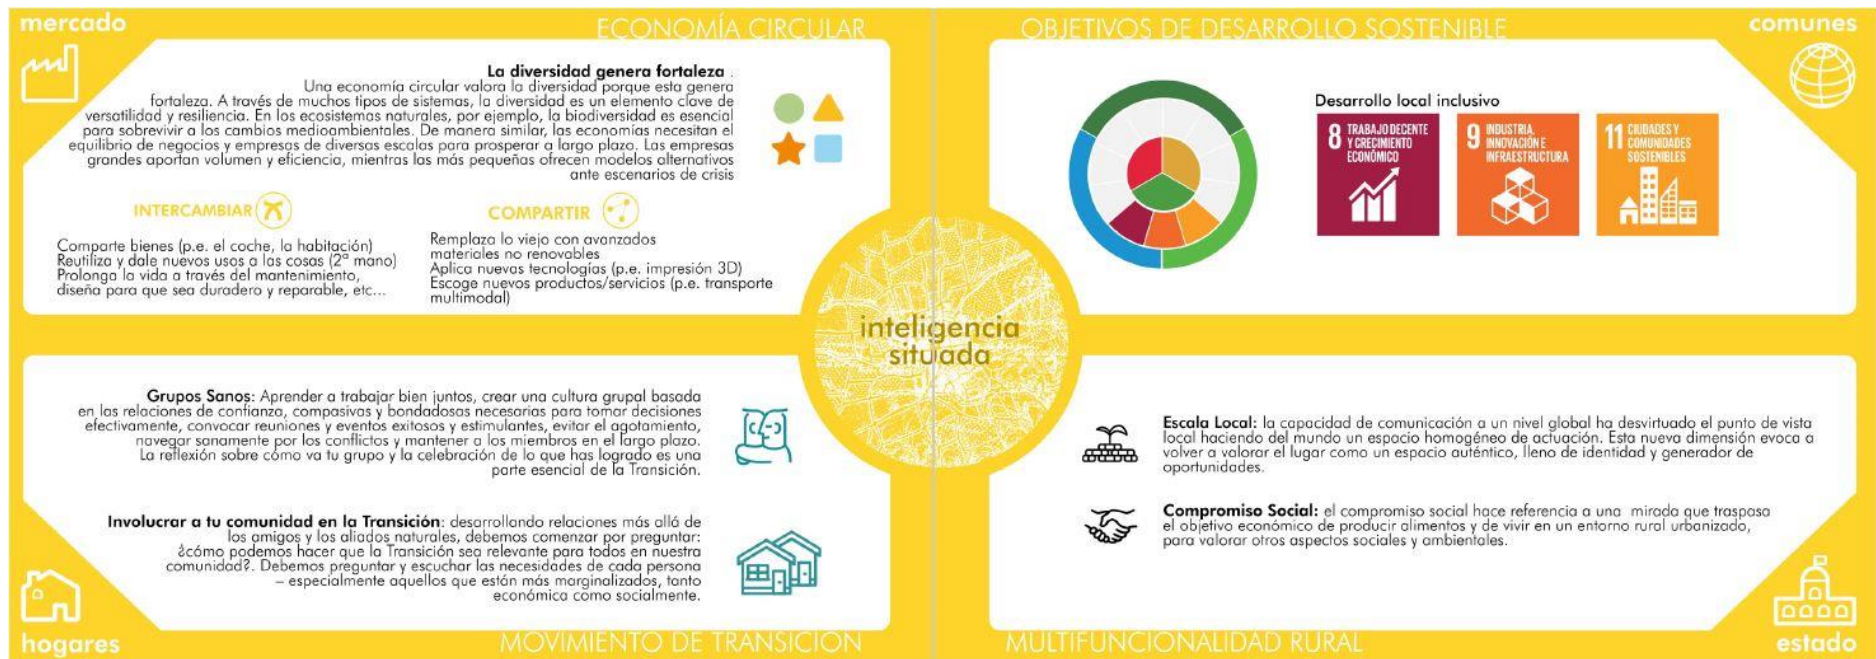 mercado
ECONOMÍA CIRCULAR
La diversidad genera fortaleza .
Una economía circular valora la diversidad porque esta genera
fortaleza. A través de muchos tipos de sistemas, la diversidad es un elemento clave de
versatilidad y resiliencia. En los ecosistemas naturales, por ejemplo, la biodiversidad es esencial
para sobrevivir a los cambios medioambientales. De manera similar, las economías necesitan el
equilibrio de negocios y empresas de diversas escalas para prosperar a largo plazo. Las empresas
grandes aportan volumen y eficiencia, mientras las más pequeñas ofrecen modelos alternativos
ante escenarios de crisis
INTERCAMBIAR
Comparte bienes (p.e. el coche, la habitación)
Reutiliza y dale nuevos usos a las cosas (2ª mano)
Prolonga la vida a través del mantenimiento,
diseña para que sea duradero y reparable, etc...
COMPARTIR
Remplaza lo viejo con avanzados
materiales no renovables
Aplica nuevas tecnologías (p.e. impresión 3D)
Escoge nuevos productos/servicios (p.e. transporte
multimodal)
OBJETIVOS DE DESARROLLO SOSTENIBLE
comunes
Desarrollo local inclusivo
8 TRABAJO DECENTE
Y CRECIMIENTO
ECONÓMICO
9 INDUSTRIA,
INNOVACIÓN E
INFRAESTRUCTURA
11 CIUDADES Y
COMUNIDADES
SOSTENIBLES
inteligencia
situada
Grupos Sanos: Aprender a trabajar bien juntos, crear una cultura grupal basada
en las relaciones de confianza, compasivas y bondadosas necesarias para tomar decisiones
efectivamente, convocar reuniones y eventos exitosos y estimulantes, evitar el agotamiento,
navegar sanamente por los conflictos y mantener a los miembros en el largo plazo.
La reflexión sobre cómo va tu grupo y la celebración de lo que has logrado es una
parte esencial de la Transición.
Involucrar a tu comunidad en la Transición: desarrollando relaciones más allá de
los amigos y los aliados naturales, debemos comenzar por preguntar:
¿cómo podemos hacer que la Transición sea relevante para todos en nuestra
comunidad?. Debemos preguntar y escuchar las necesidades de cada persona
– especialmente aquellos que están más marginalizados, tanto
económica como socialmente.
hogares
MOVIMIENTO DE TRANSICIÓN
Escala Local: la capacidad de comunicación a un nivel global ha desvirtuado el punto de vista
local haciendo del mundo un espacio homogéneo de actuación. Esta nueva dimensión evoca a
volver a valorar el lugar como un espacio auténtico, lleno de identidad y generador de
oportunidades.
Compromiso Social: el compromiso social hace referencia a una mirada que traspasa
el objetivo económico de producir alimentos y de vivir en un entorno rural urbanizado,
para valorar otros aspectos sociales y ambientales.
MULTIFUNCIONALIDAD RURAL
estado